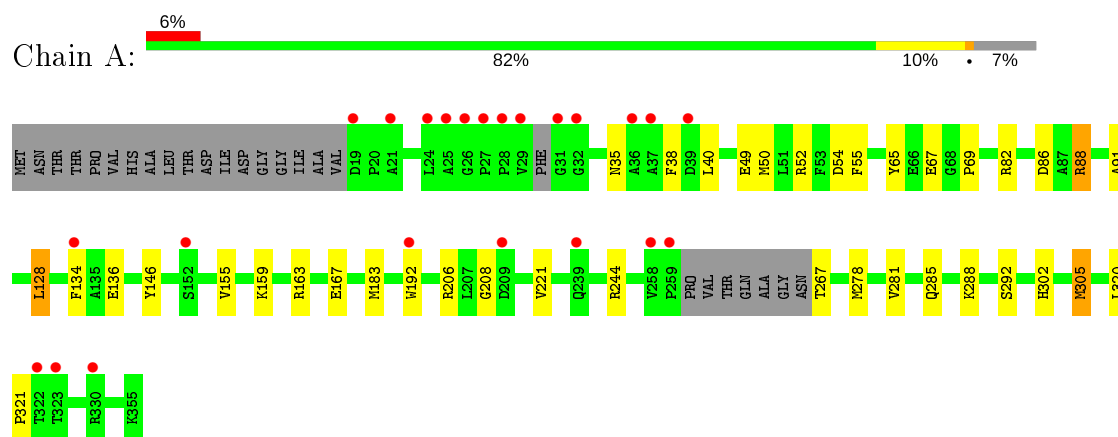 6%
Chain A:
82% 10% • 7%
MET ASN THR THR PRO VAL HIS ALA LEU THR ASP ILE ASP GLY GLY ILE ALA VAL D19 P20 A21 L24 A25 G26 P27 P28 V29 PHE G31 G32 N35 A36 A37 F38 D39 L40 E49 M50 L51 R52 F53 D54 F55 Y65 E66 E67 G68 P69 R82 D86 A87 R88 A91
L128 F134 A135 E136 Y146 S152 V155 K159 R163 E167 M183 W192 R206 L207 G208 D209 V221 Q239 R244 V258 P259 PRO VAL THR GLN ALA GLY ASN T267 M278 V281 Q285 K288 S292 H302 M305 L320
P321 T322 T323 R330 K355